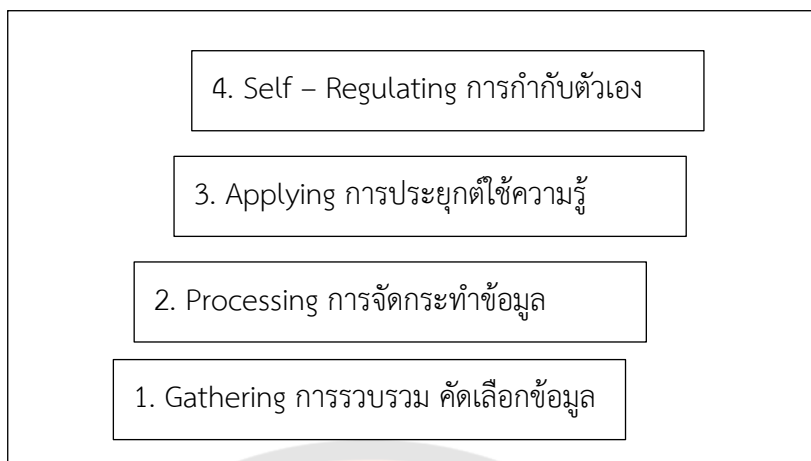 4. Self – Regulating การกำกับตัวเอง
3. Applying การประยุกต์ใช้ความรู้
2. Processing การจัดกระทำข้อมูล
1. Gathering การรวบรวม คัดเลือกข้อมูล